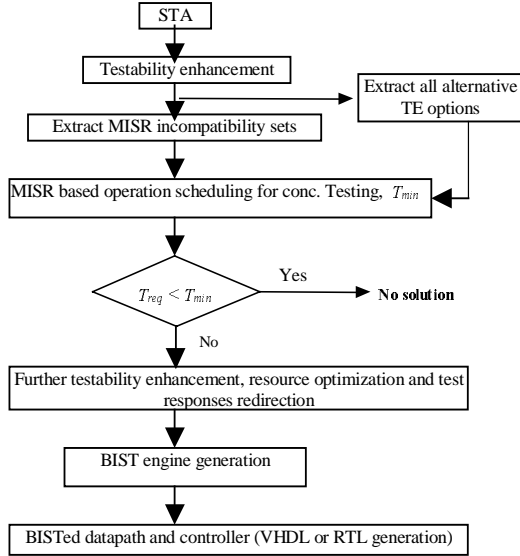 STA
Testability enhancement
Extract all alternative
TE options
Extract MISR incompatibility sets
MISR based operation scheduling for conc. Testing, Tmin
Treq < Tmin
Yes
No solution
No
Further testability enhancement, resource optimization and test
responses redirection
BIST engine generation
BISTed datapath and controller (VHDL or RTL generation)